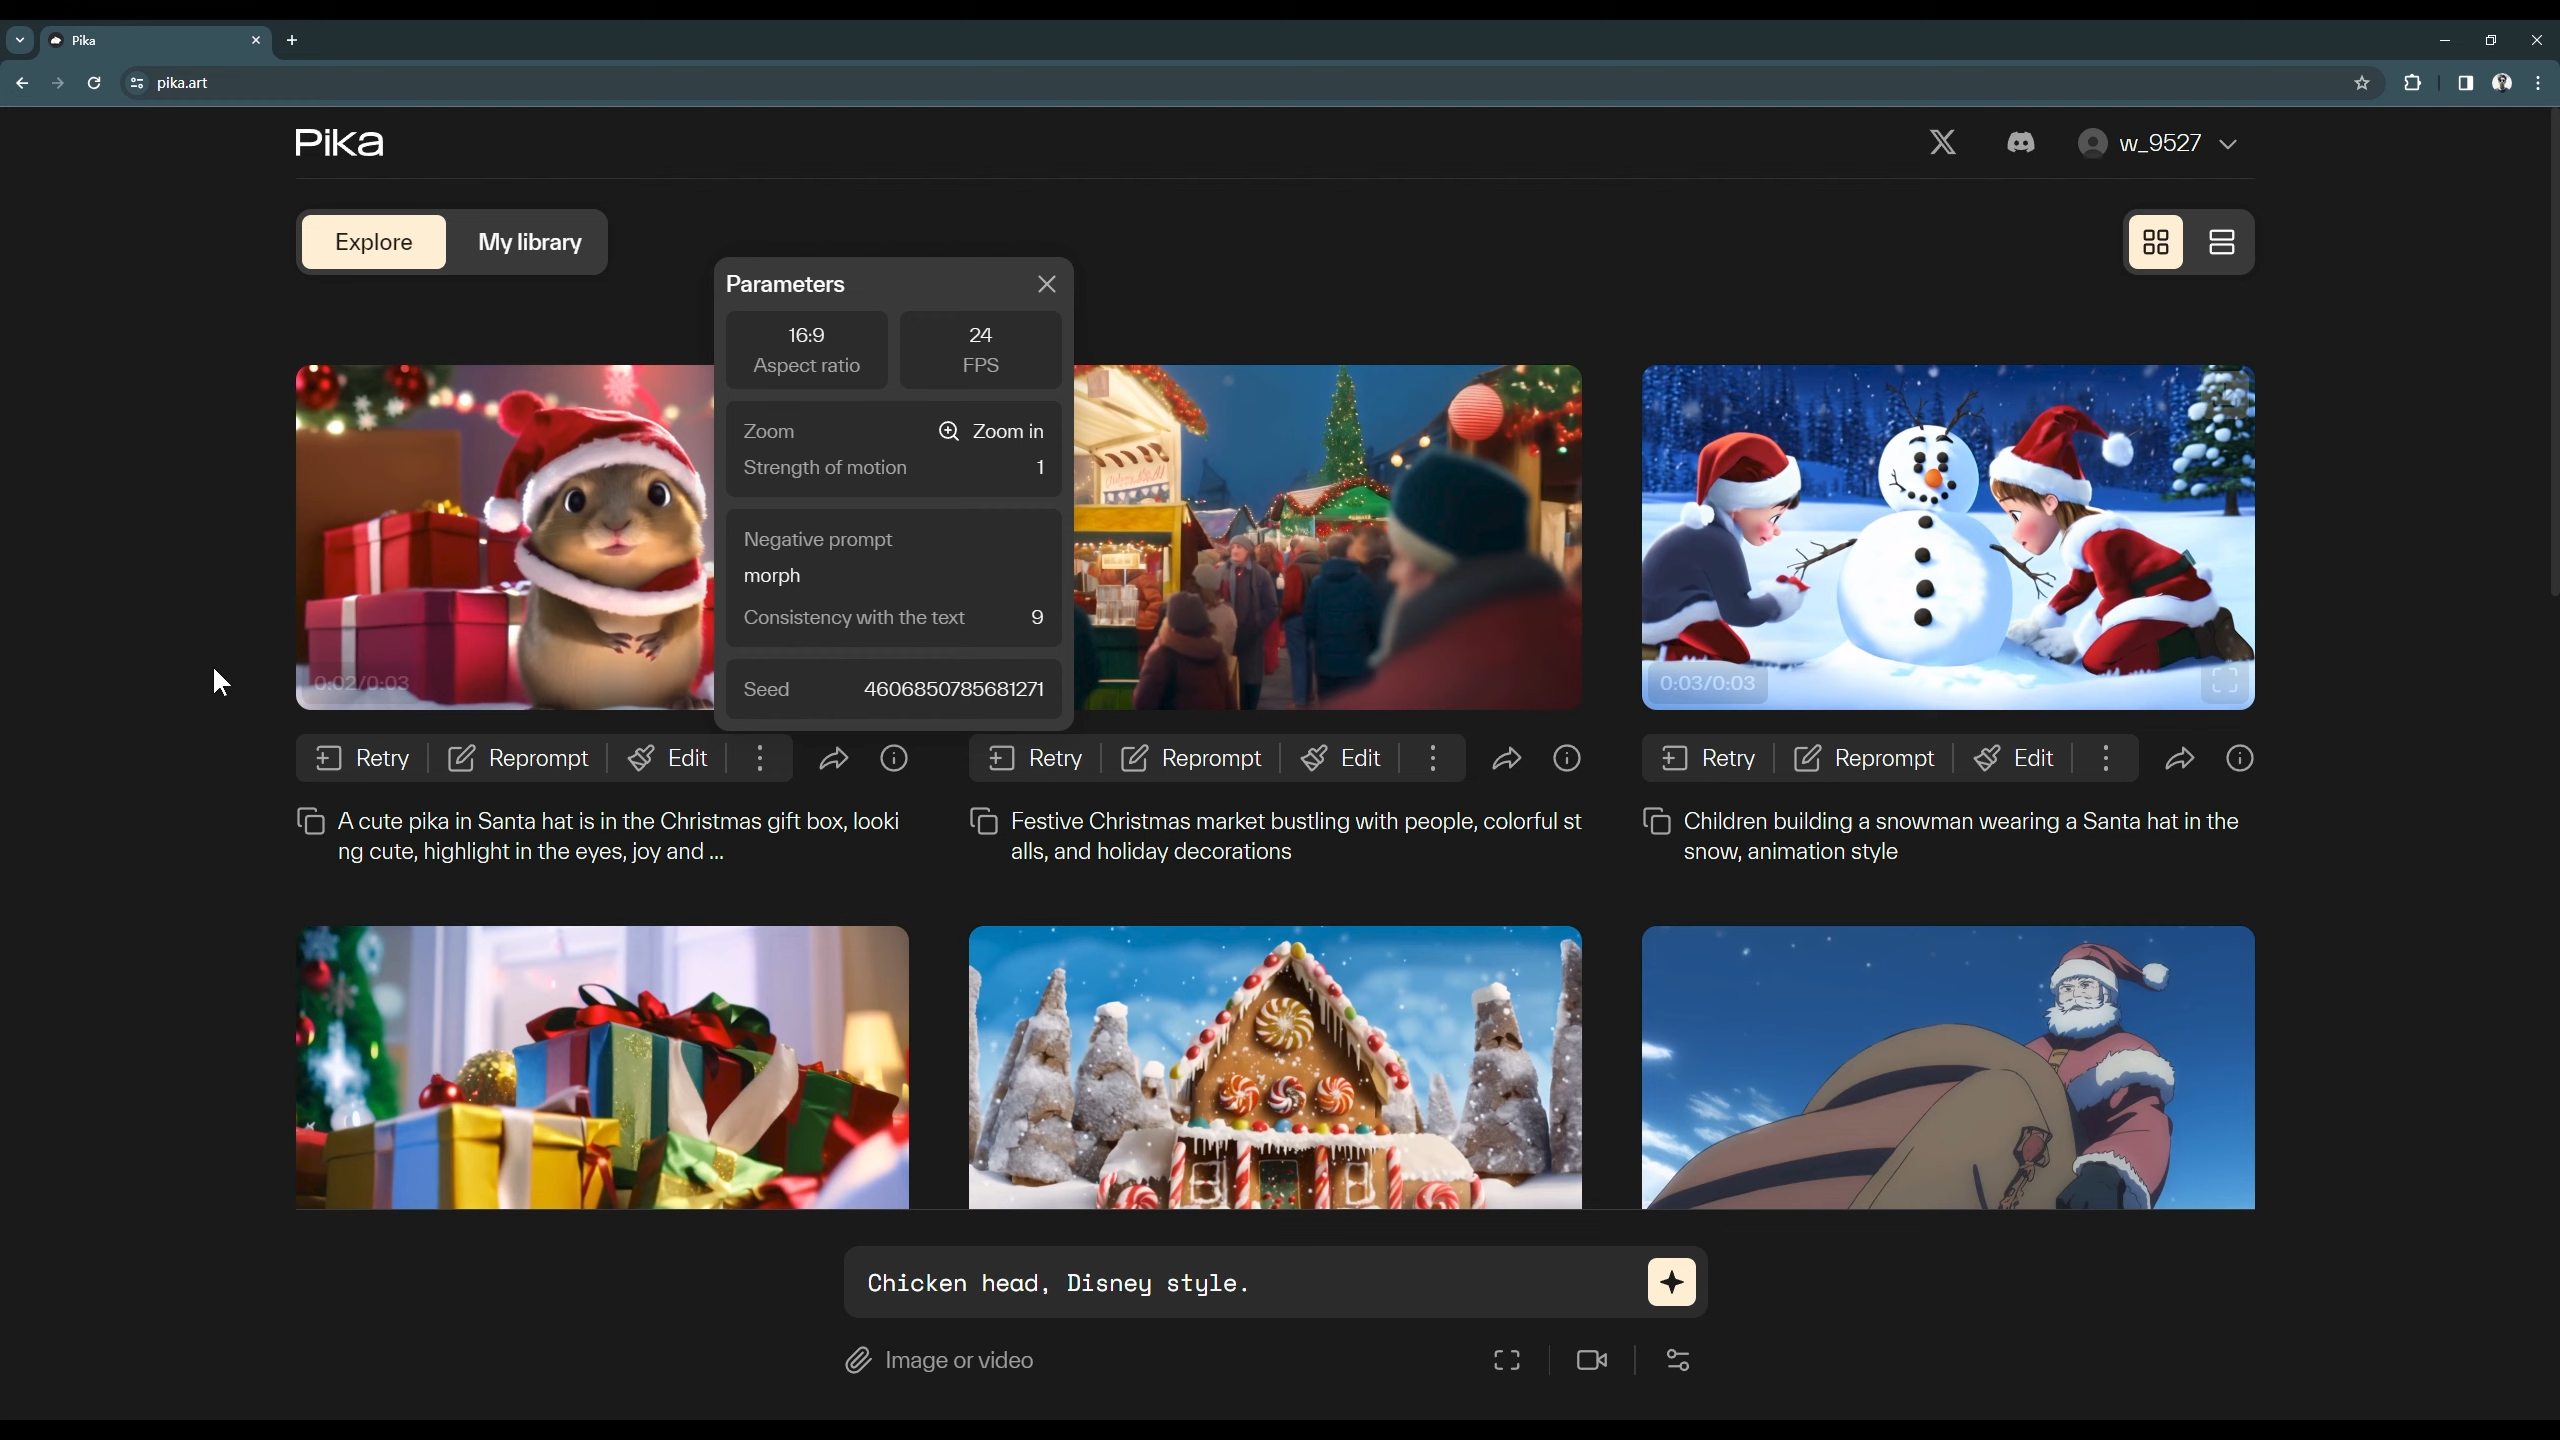 Pika
pika.art
Pika
w_9527
Explore
My library
Parameters
16:9
24
Aspect ratio
FPS
Zoom
Zoom in
Strength of motion
1
Negative prompt
morph
Consistency with the text
9
Seed
4606850785681271
0:02/0:03
0:03/0:03
Retry
Reprompt
Edit
Retry
Reprompt
Edit
Retry
Reprompt
Edit
A cute pika in Santa hat is in the Christmas gift box, looki
ng cute, highlight in the eyes, joy and ...
Festive Christmas market bustling with people, colorful st
alls, and holiday decorations
Children building a snowman wearing a Santa hat in the
snow, animation style
Chicken head, Disney style.
Image or video